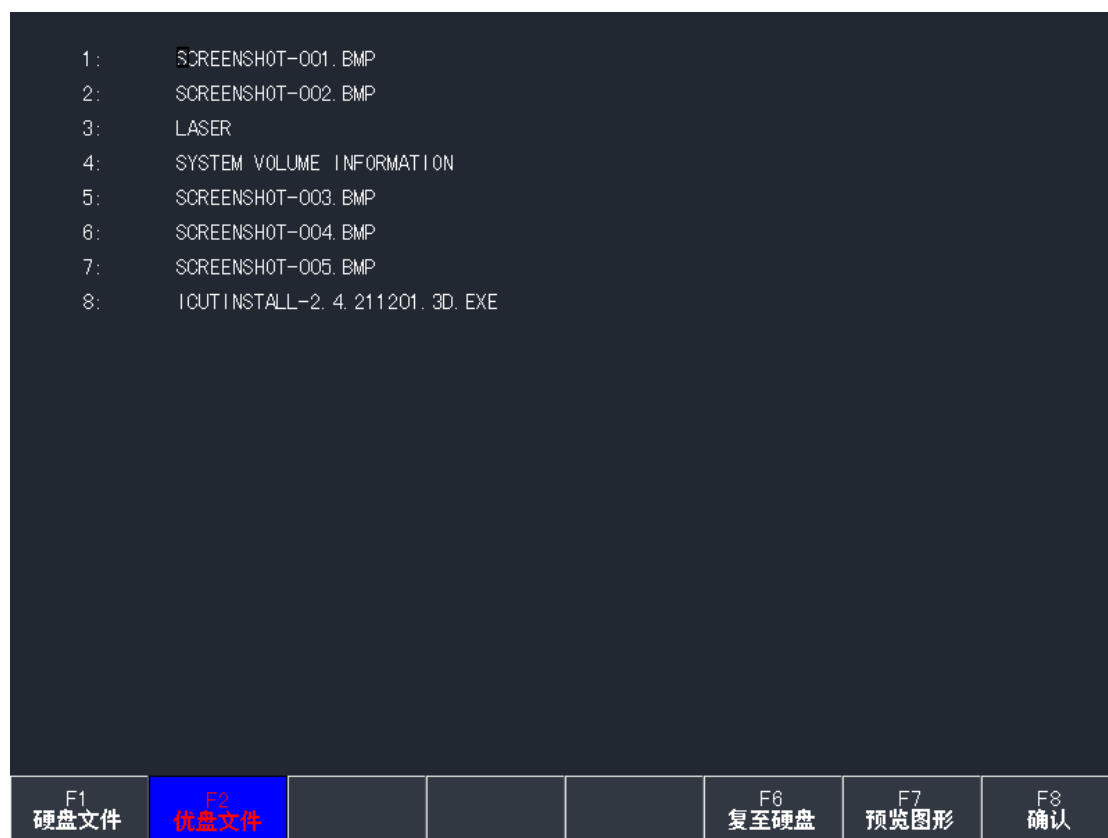 1: SCREENSHOT-001.BMP
2: SCREENSHOT-002.BMP
3: LASER
4: SYSTEM VOLUME INFORMATION
5: SCREENSHOT-003.BMP
6: SCREENSHOT-004.BMP
7: SCREENSHOT-005.BMP
8: ICUTINSTALL-2.4.211201.3D.EXE
F1 F2 F6 F7 F8
硬盘文件 优盘文件 复至硬盘 预览图形 确认